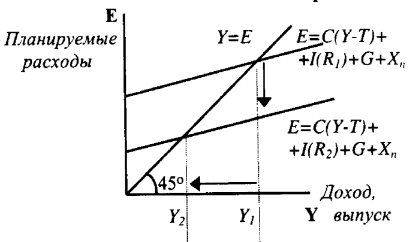 E
Планируемые
расходы
Y=E
E=C(Y-T)+
+I(R₁)+G+Xₙ
E=C(Y-T)+
+I(R₂)+G+Xₙ
45°
Доход,
Y выпуск
Y₂
Y₁